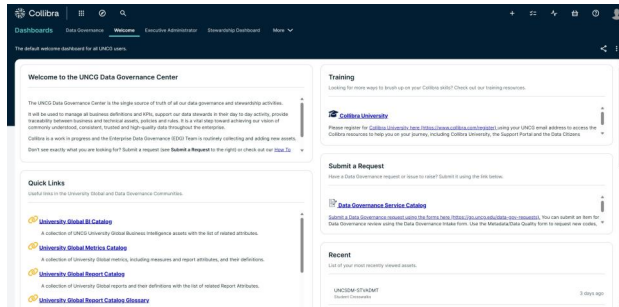 Collibra
Dashboards Data Governance Welcome Executive Administrator Stewardship Dashboard More
The default welcome dashboard for all UNCG users.
Welcome to the UNCG Data Governance Center
The UNCG Data Governance Center is the single source of truth of all our data governance and stewardship activities.
It will be used to manage all business definitions and KPIs, support our data stewards in their day to day activity, provide
traceability between business and technical assets, policies and rules. It is a vital step toward achieving our vision of
commonly understood, consistent, trusted and high-quality data throughout the enterprise.
Collibra is a work in progress and the Enterprise Data Governance (EDG) Team is routinely collecting and adding new assets.
Don't see exactly what you are looking for? Submit a request (see Submit a Request to the right) or check out our How To
Quick Links
Useful links in the University Global and Data Governance Communities.
University Global BI Catalog
A collection of UNCG University Global Business Intelligence assets with the list of related attributes.
University Global Metrics Catalog
A collection of University Global metrics, including measures and report attributes, and their definitions.
University Global Report Catalog
A collection of University Global reports and their definitions with the list of related Report Attributes.
University Global Report Catalog Glossary
Training
Looking for more ways to brush up on your Collibra skills? Check out our training resources.
Collibra University
Please register for Collibra University here (https://www.collibra.com/register) using your UNCG email address to access the
Collibra resources to help you on your journey, including Collibra University, the Support Portal and the Data Citizens
Submit a Request
Have a Data Governance request or issue to raise? Submit it using the link below.
Data Governance Service Catalog
Submit a Data Governance request using the forms here (https://go.uncg.edu/data-gov-requests). You can submit an item for
Data Governance review using the Data Governance Intake form. Use the Metadata/Data Quality form to request new codes,
Recent
List of your most recently viewed assets.
UNCSDM-STVADMT
3 days ago
Student Crosswalks